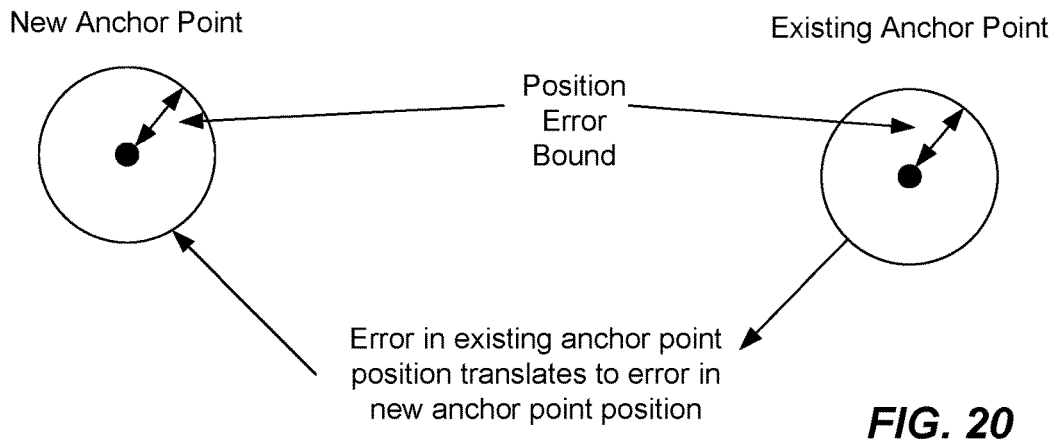 New Anchor Point
Existing Anchor Point
Position
Error
Bound
Error in existing anchor point
position translates to error in
new anchor point position
FIG. 20